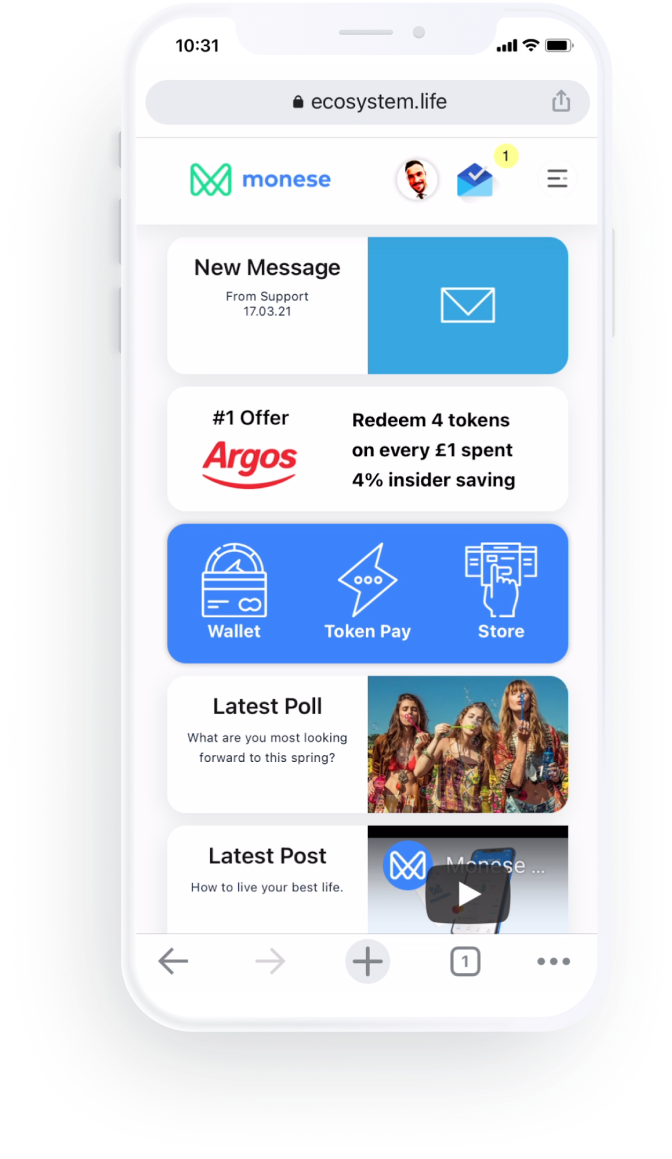 10:31
ecosystem.life
monese
1
New Message
From Support
17.03.21
#1 Offer
Argos
Redeem 4 tokens
on every £1 spent
4% insider saving
Wallet
Token Pay
Store
Latest Poll
What are you most looking
forward to this spring?
Latest Post
How to live your best life.
Monese ...
1